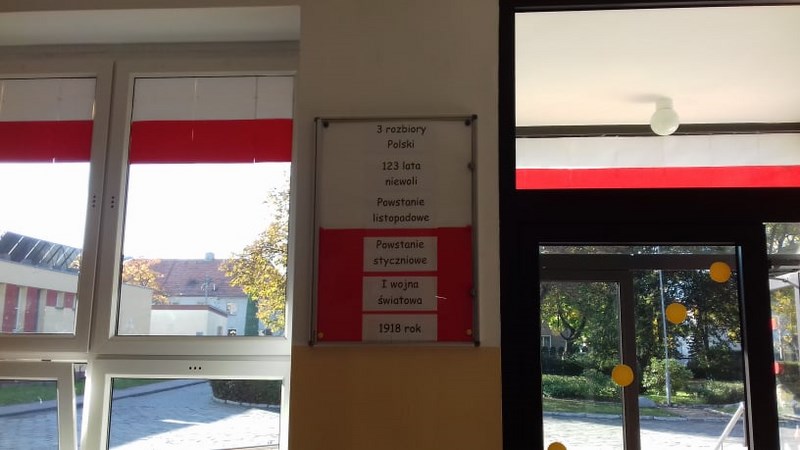 3 rozbiory
Polski
123 lata
niewoli
Powstanie
listopadowe
Powstanie
styczniowe
I wojna
światowa
1918 rok